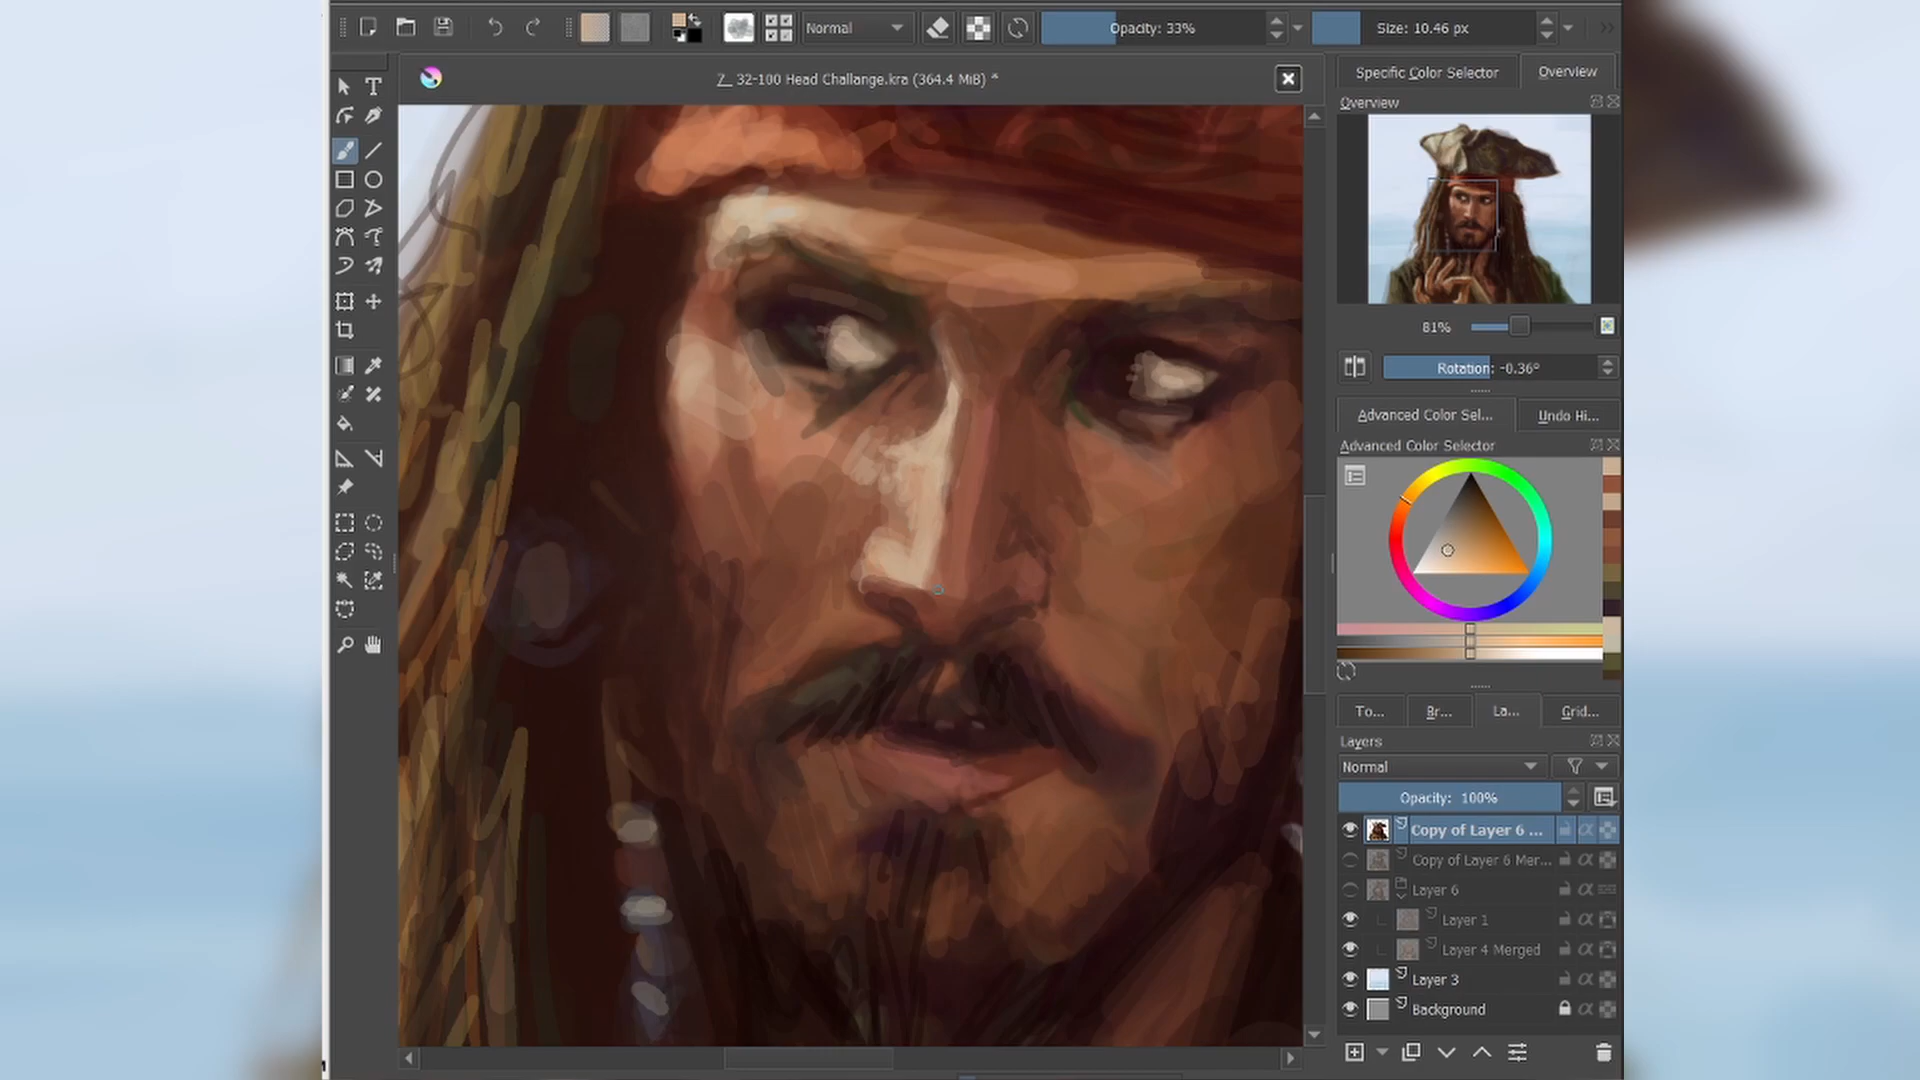 Normal
Opacity: 33%
Size: 10.46 px
7_ 32-100 Head Challange.kra (364.4 MiB) *
Specific Color Selector
Overview
Overview
81%
Rotation: -0.36°
Advanced Color Sel...
Undo Hi...
Advanced Color Selector
To...
Br...
La...
Grid...
Layers
Normal
Opacity: 100%
Copy of Layer 6 ...
Copy of Layer 6 Mer...
Layer 6
Layer 1
Layer 4 Merged
Layer 3
Background